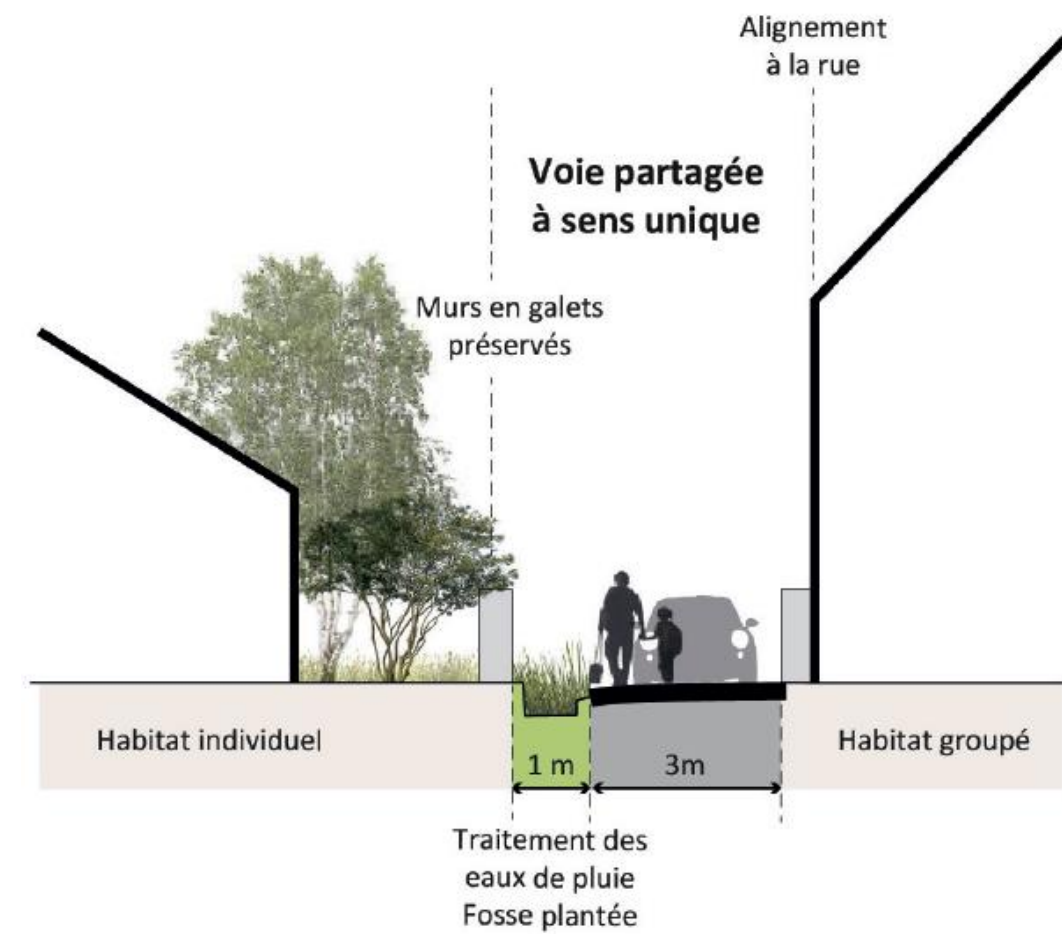 Alignement
à la rue
Voie partagée
à sens unique
Murs en galets
préservés
Habitat individuel
Habitat groupé
1 m
3m
Traitement des
eaux de pluie
Fosse plantée